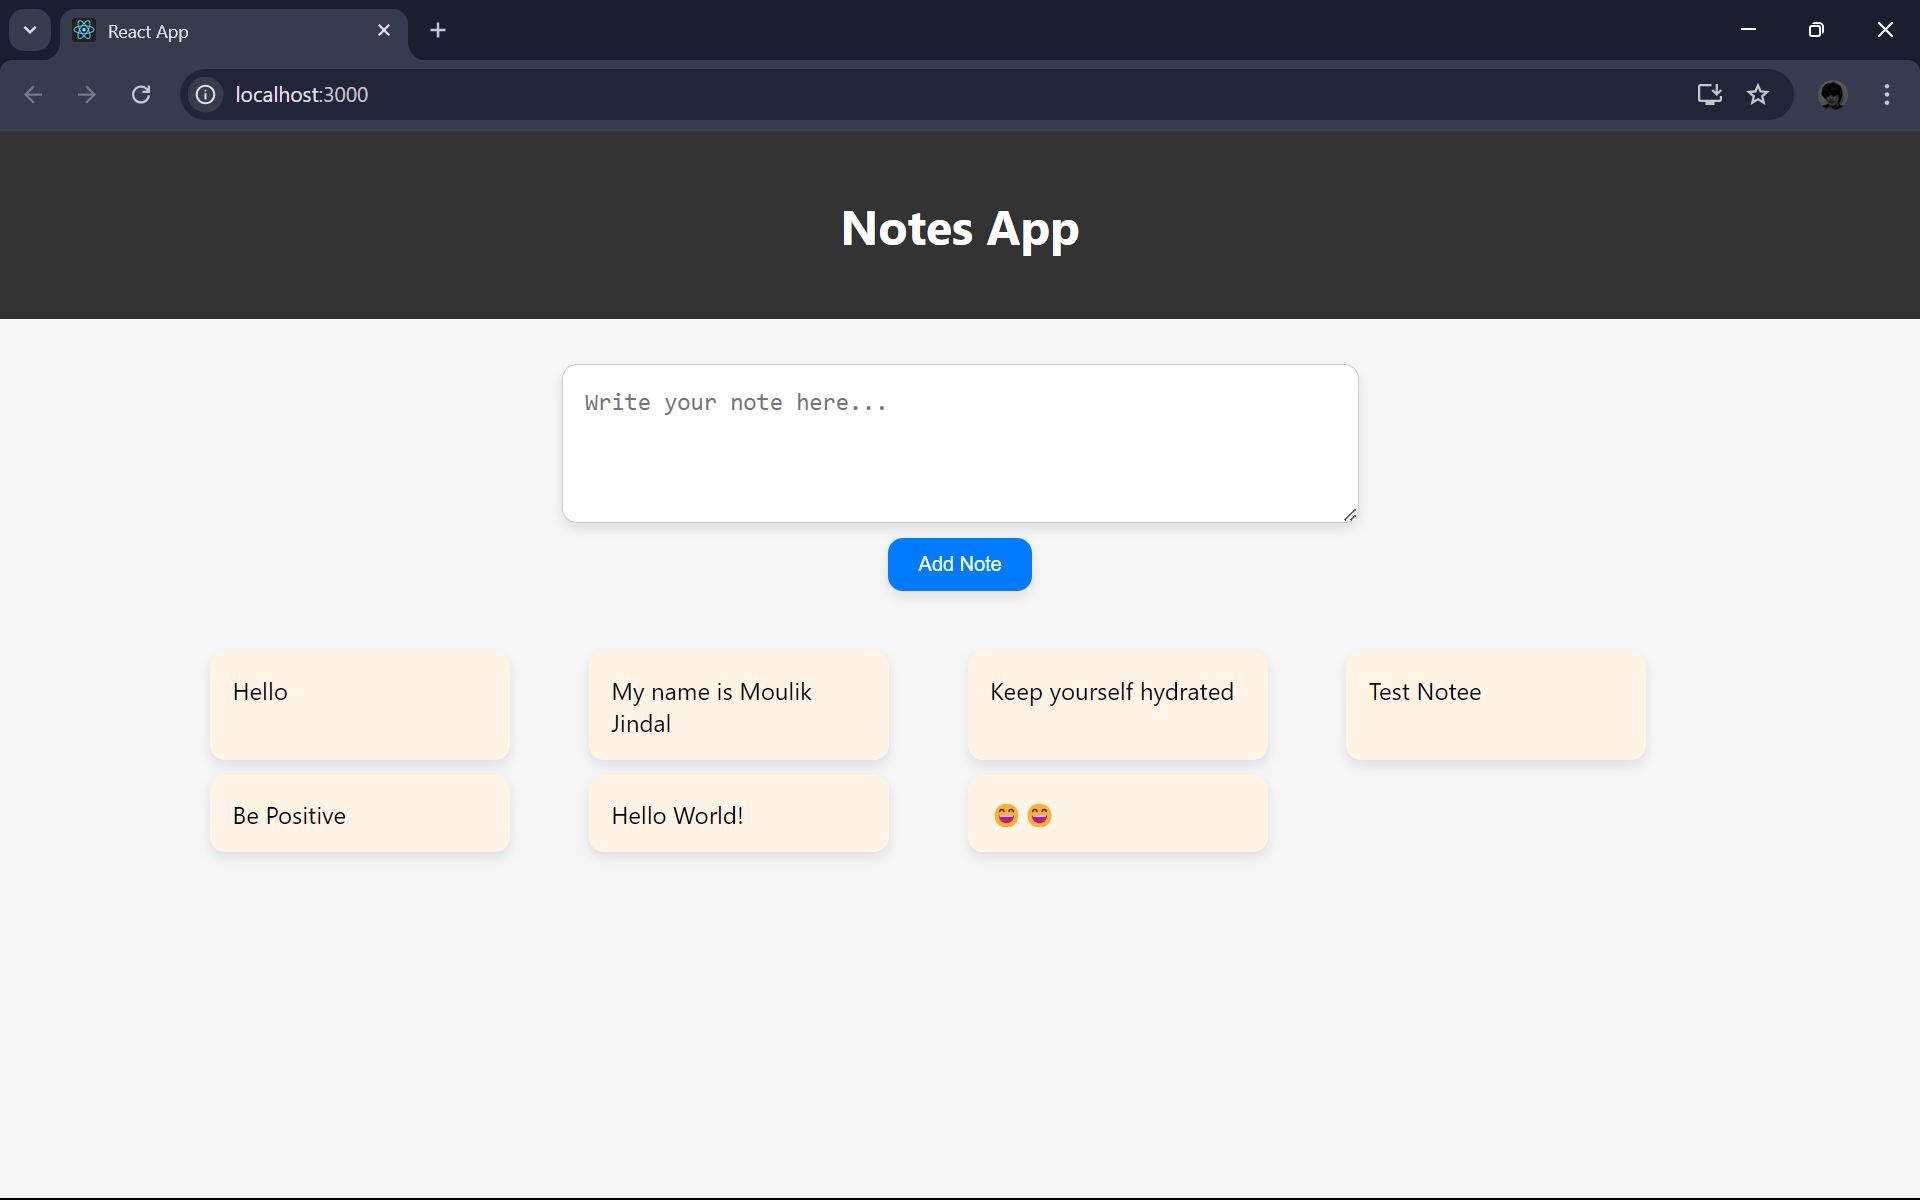 React App
localhost:3000
Notes App
Write your note here...
Add Note
Hello
My name is Moulik
Jindal
Keep yourself hydrated
Test Notee
Be Positive
Hello World!
😄😄